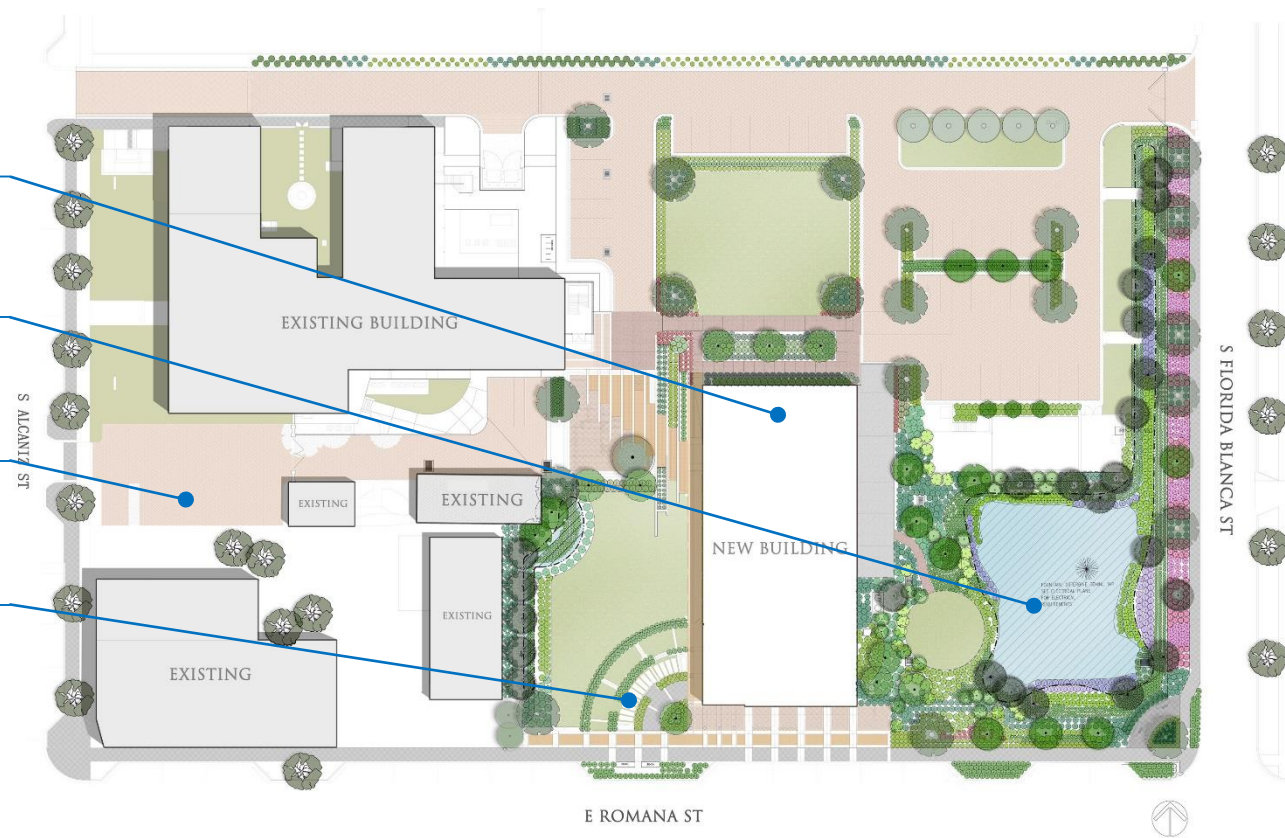 EXISTING BUILDING
S ALCANIZ ST
S FLORIDA BLANCA ST
EXISTING
EXISTING
NEW BUILDING
EXISTING
EXISTING
E ROMANA ST